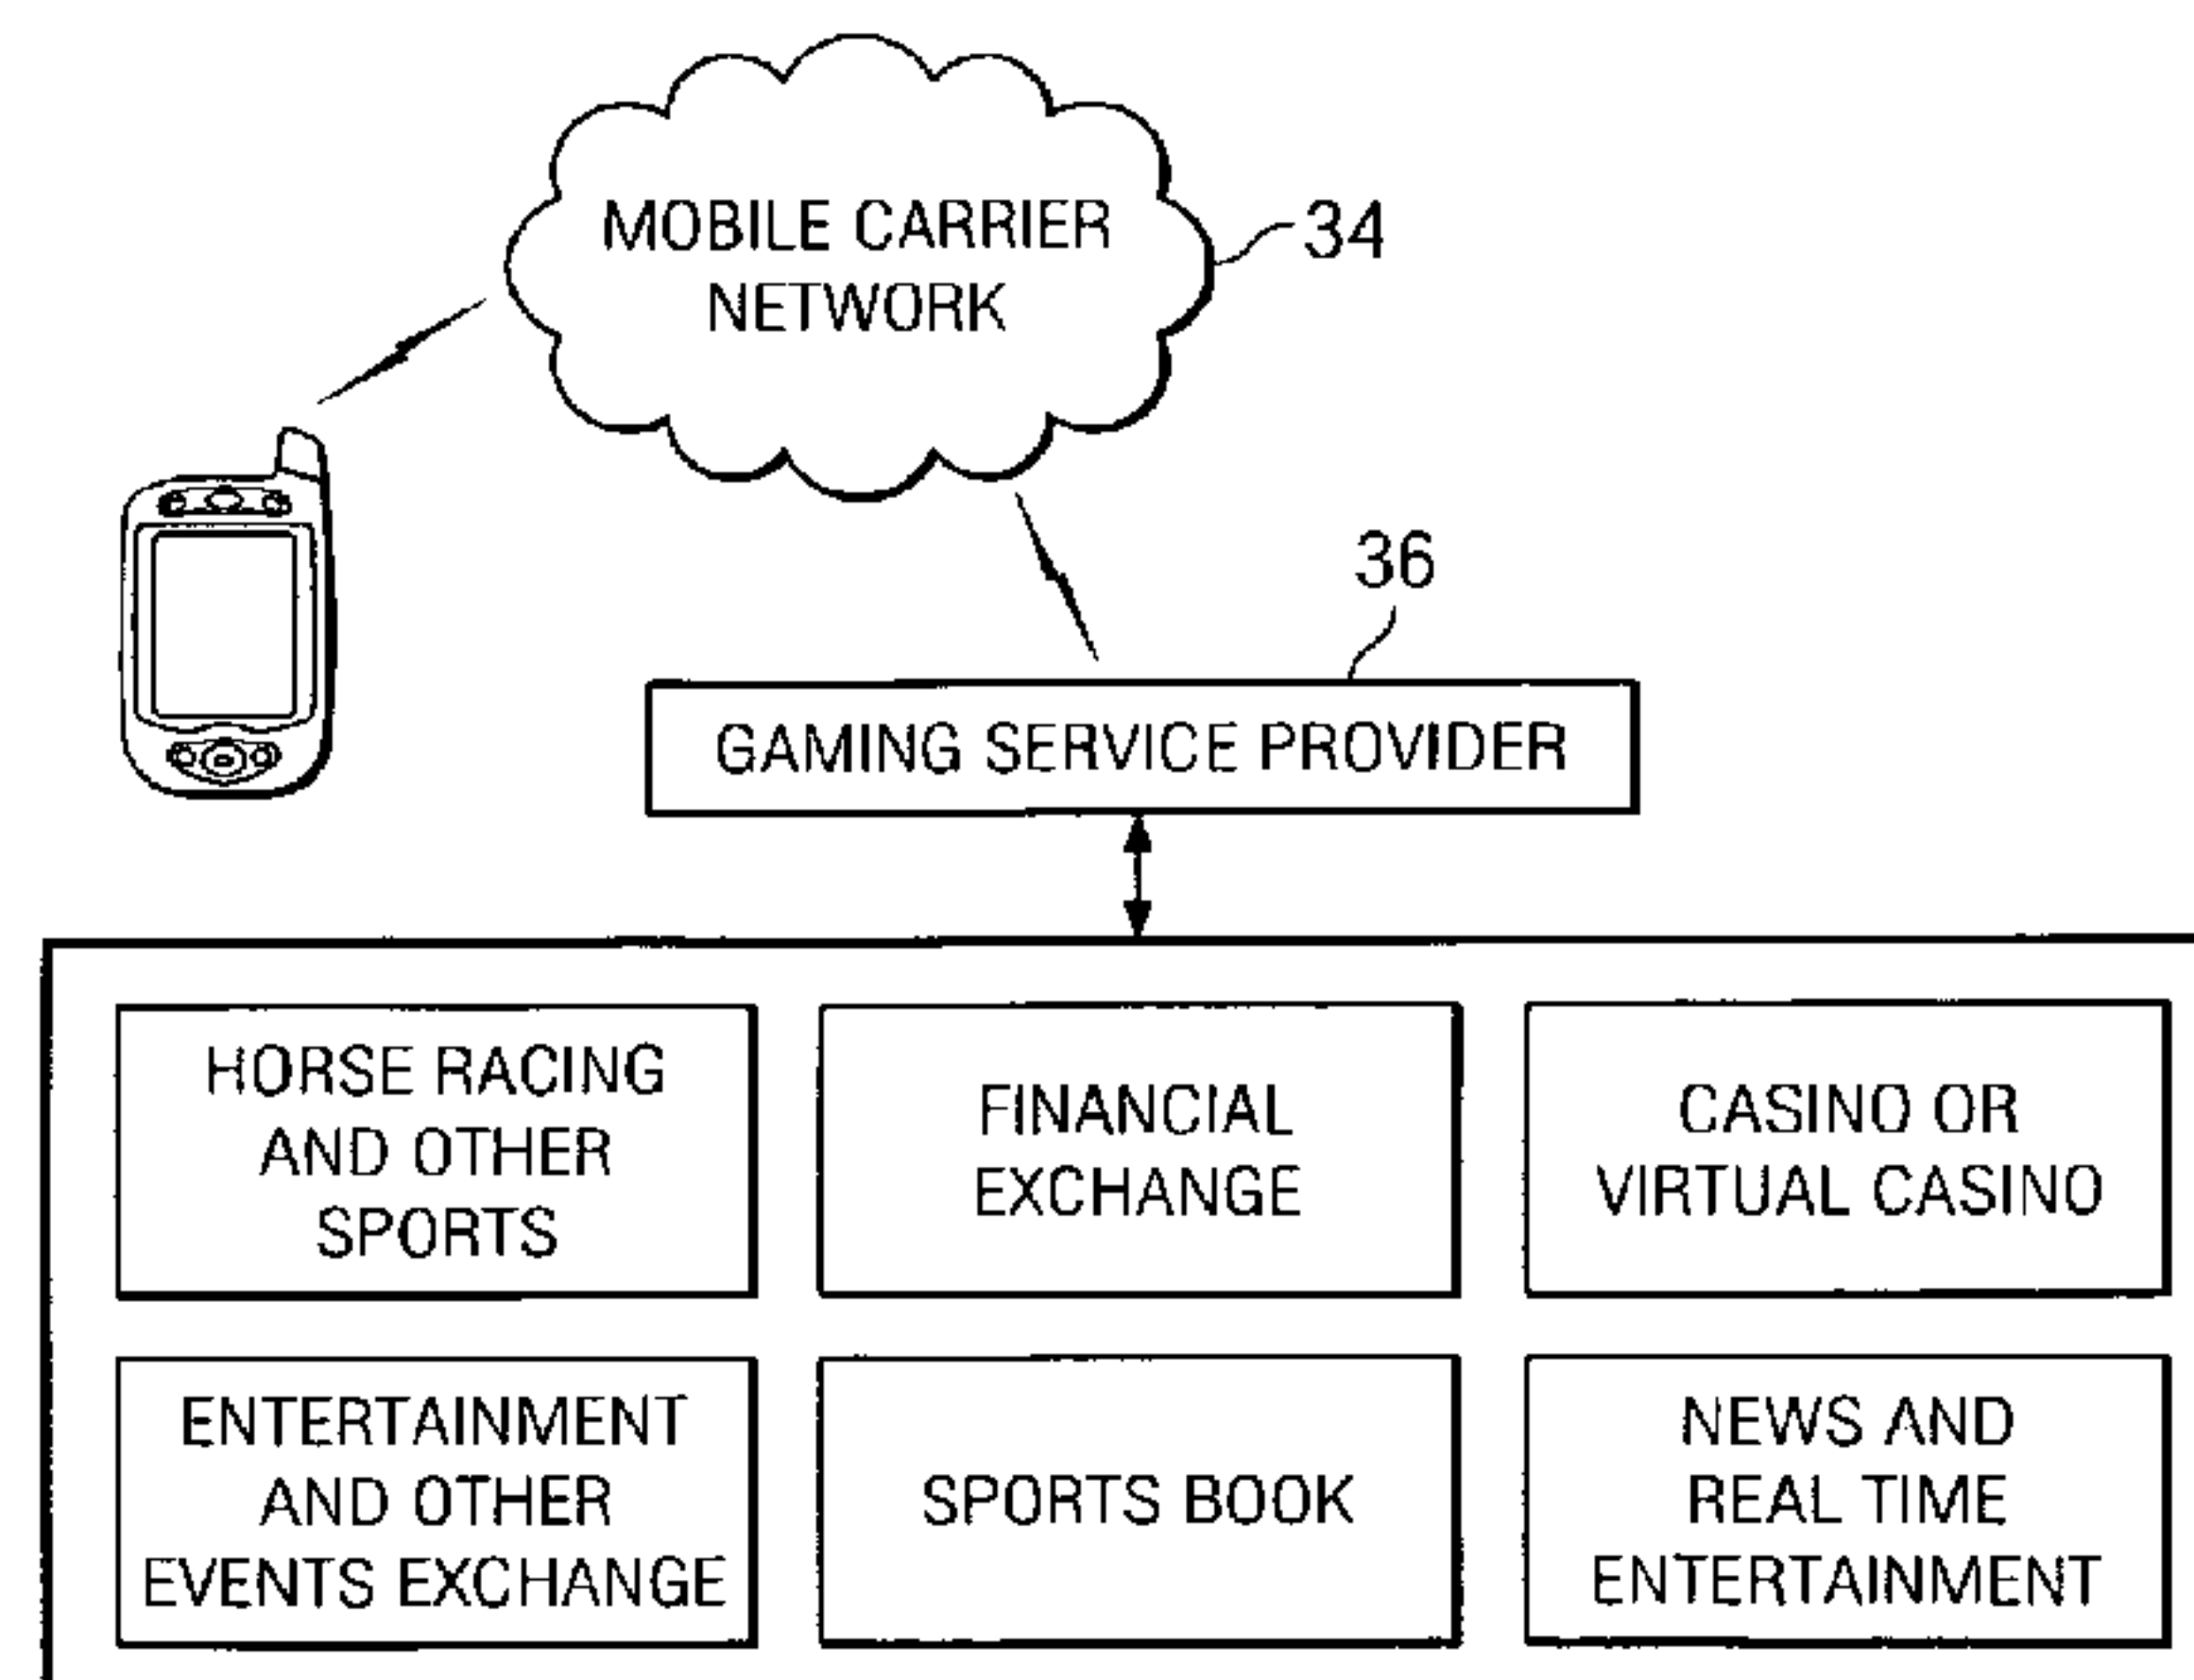 MOBILE CARRIER
NETWORK
34
36
GAMING SERVICE PROVIDER
HORSE RACING
AND OTHER
SPORTS
FINANCIAL
EXCHANGE
CASINO OR
VIRTUAL CASINO
ENTERTAINMENT
AND OTHER
EVENTS EXCHANGE
SPORTS BOOK
NEWS AND
REAL TIME
ENTERTAINMENT